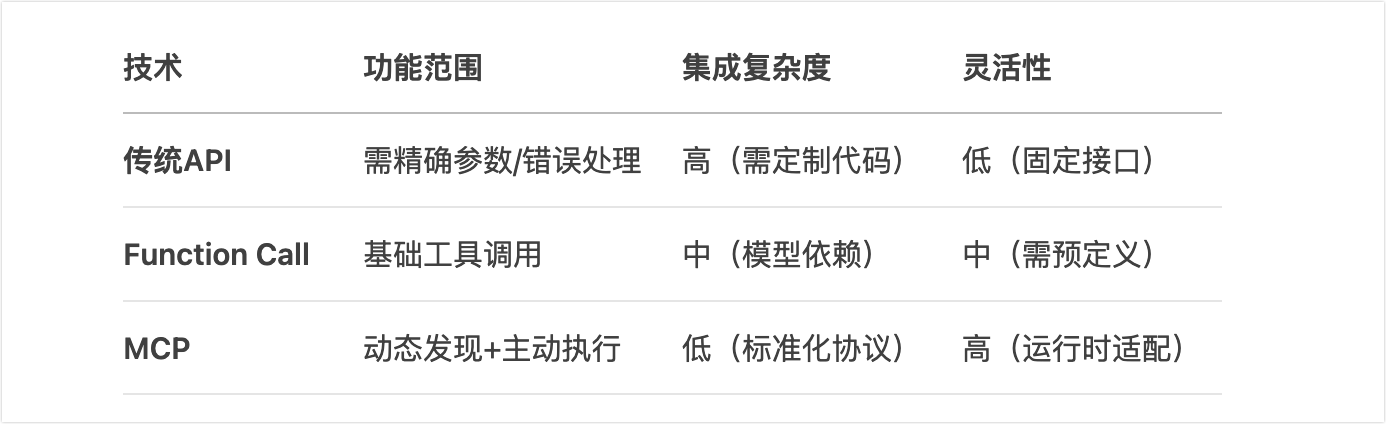 技术 功能范围 集成复杂度 灵活性
传统API 需精确参数/错误处理 高（需定制代码） 低（固定接口）
Function Call 基础工具调用 中（模型依赖） 中（需预定义）
MCP 动态发现+主动执行 低（标准化协议） 高（运行时适配）